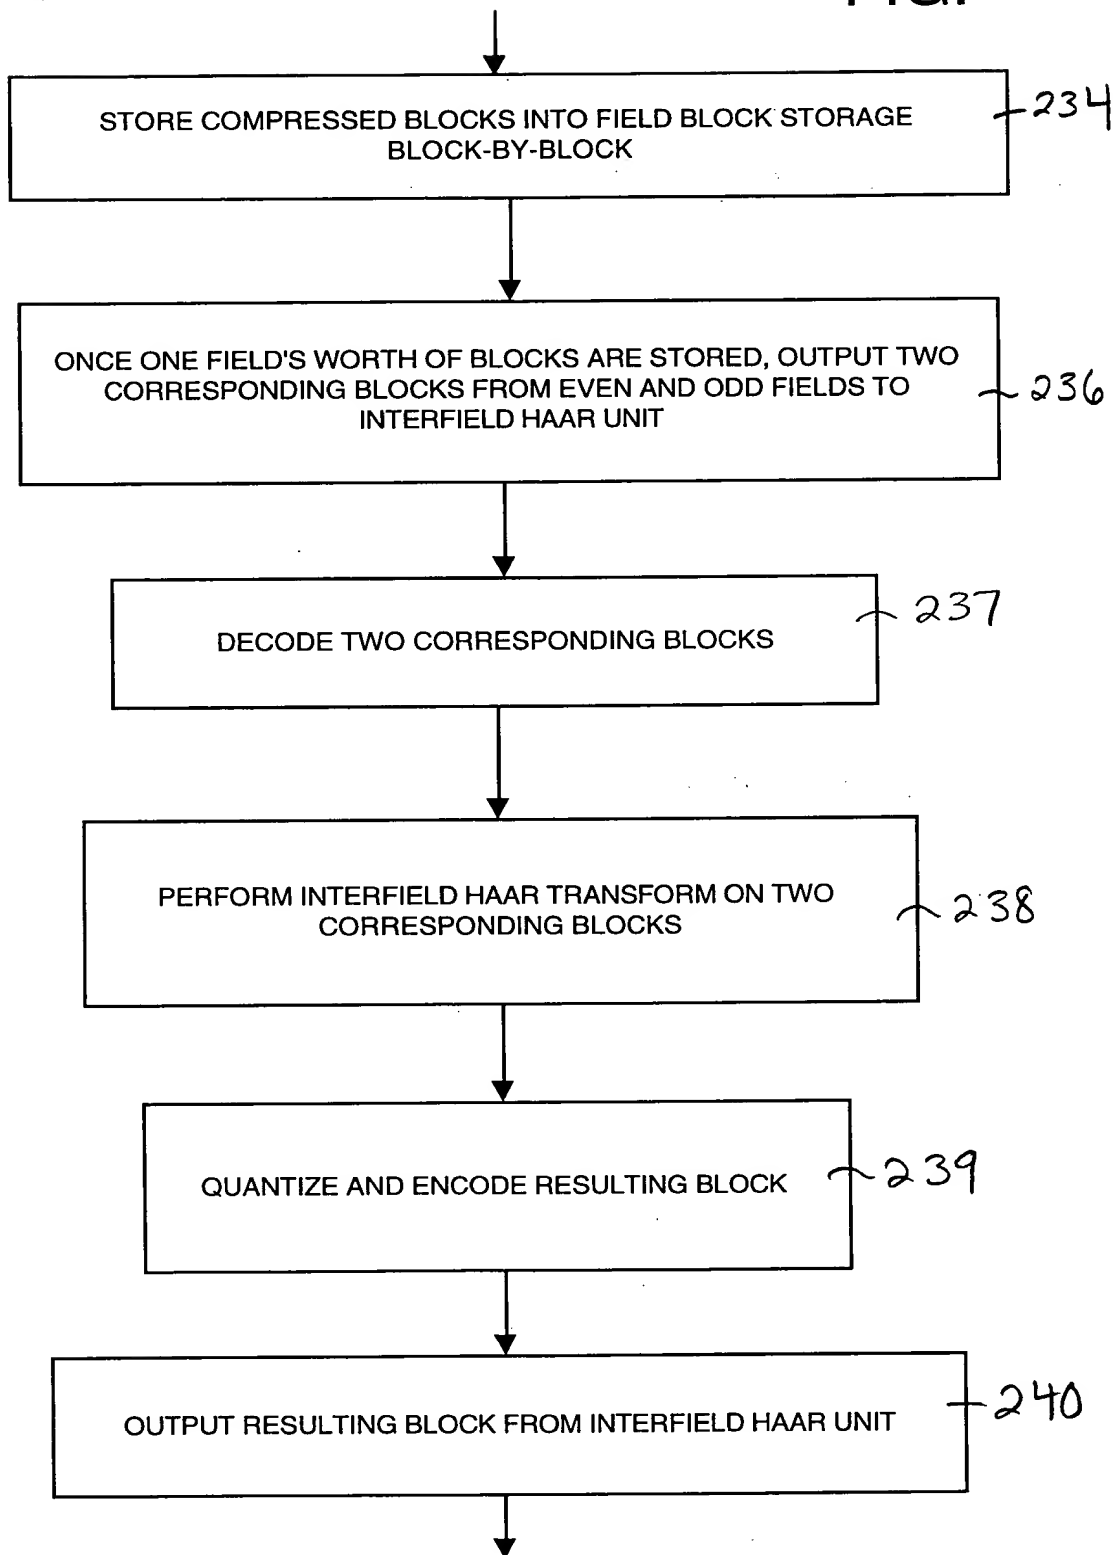 STORE COMPRESSED BLOCKS INTO FIELD BLOCK STORAGE
BLOCK-BY-BLOCK
234
ONCE ONE FIELD'S WORTH OF BLOCKS ARE STORED, OUTPUT TWO
CORRESPONDING BLOCKS FROM EVEN AND ODD FIELDS TO
INTERFIELD HAAR UNIT
236
DECODE TWO CORRESPONDING BLOCKS
237
PERFORM INTERFIELD HAAR TRANSFORM ON TWO
CORRESPONDING BLOCKS
238
QUANTIZE AND ENCODE RESULTING BLOCK
239
OUTPUT RESULTING BLOCK FROM INTERFIELD HAAR UNIT
240